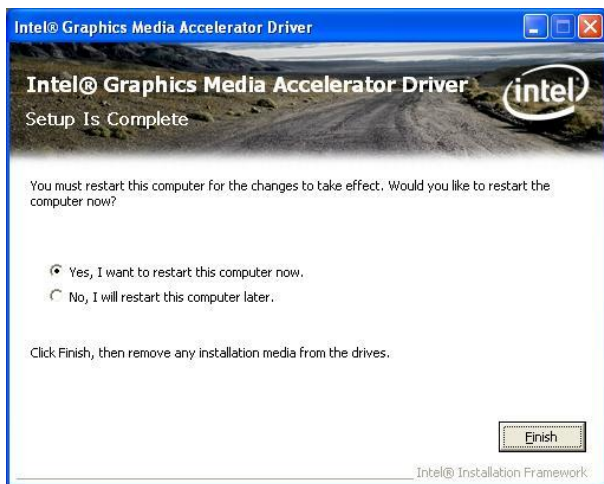 Intel® Graphics Media Accelerator Driver
Intel® Graphics Media Accelerator Driver
intel
Setup Is Complete
You must restart this computer for the changes to take effect. Would you like to restart the
computer now?
Yes, I want to restart this computer now.
No, I will restart this computer later.
Click Finish, then remove any installation media from the drives.
Finish
Intel® Installation Framework